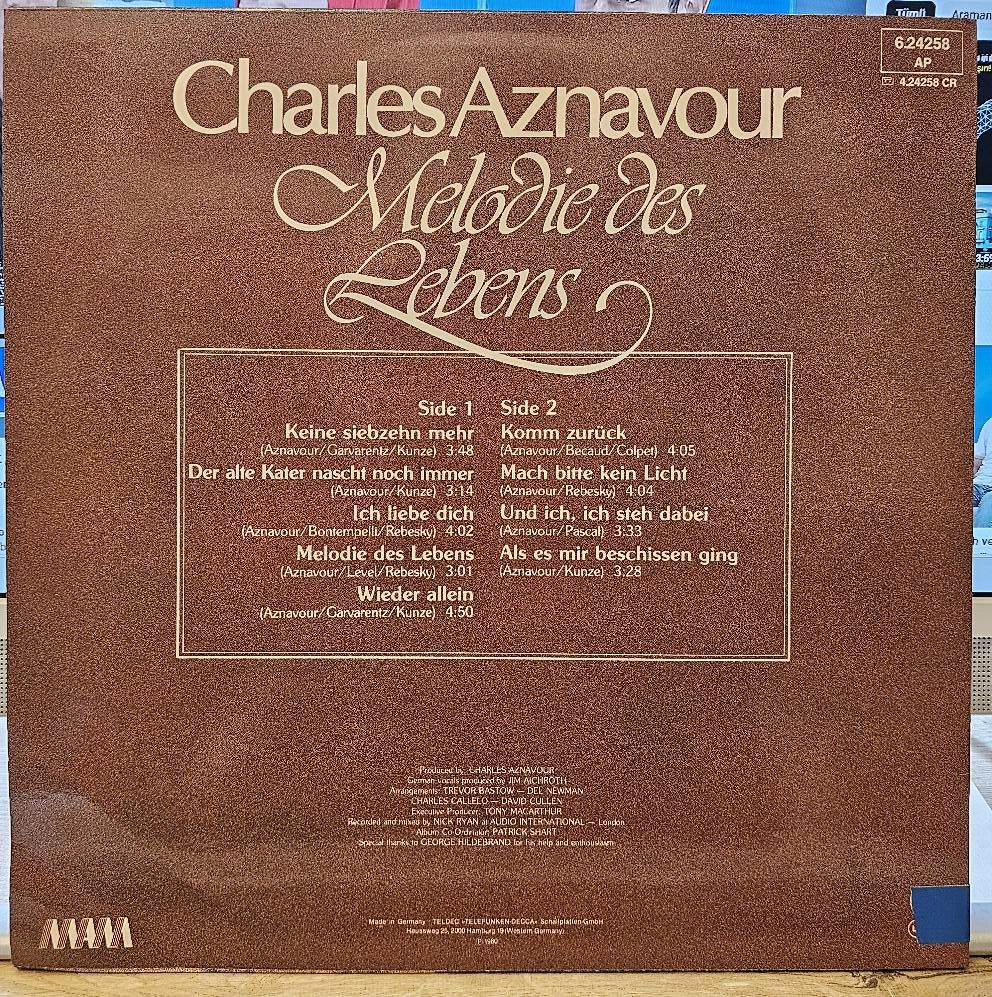 6.24258
AP
4.24258 CR
Charles Aznavour
Melodie des
Lebens
Side 1
Keine siebzehn mehr
(Aznavour/Garvarentz/Kunze) 3:48
Der alte Kater nascht noch immer
(Aznavour/Kunze) 3:14
Ich liebe dich
(Aznavour/Bontempelli/Rebesky) 4:02
Melodie des Lebens
(Aznavour/Level/Rebesky) 3:01
Wieder allein
(Aznavour/Garvarentz/Kunze) 4:50
Side 2
Komm zurück
(Aznavour/Becaud/Colpet) 4:05
Mach bitte kein Licht
(Aznavour/Rebesky) 4:04
Und ich, ich steh dabei
(Aznavour/Pascal) 3:33
Als es mir beschissen ging
(Aznavour/Kunze) 3:28
Produced by: CHARLES AZNAVOUR
German vocals produced by JIM AICHROTH
Arrangements: TREVOR BASTOW — DEL NEWMAN
CHARLES CALLELO — DAVID CULLEN
Executive Producer: TONY MACARTHUR
Recorded and mixed by NICK RYAN at AUDIO INTERNATIONAL — London
Album Co-Ordinator: PATRICK SHART
Special thanks to GEORGE HILDEBRAND for his help and enthousiasm
MAM
Made in Germany · TELDEC »TELEFUNKEN-DECCA« Schallplatten-GmbH
Heussweg 25, 2000 Hamburg 19 (Western Germany)
Ⓟ 1980
Tümü
Araman